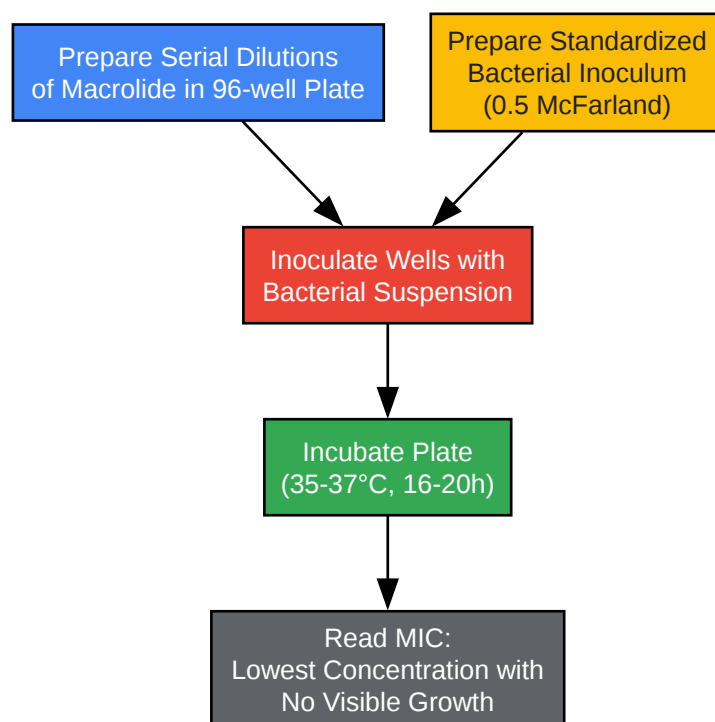 Prepare Serial Dilutions
of Macrolide in 96-well Plate
Prepare Standardized
Bacterial Inoculum
(0.5 McFarland)
Inoculate Wells with
Bacterial Suspension
Incubate Plate
(35-37°C, 16-20h)
Read MIC:
Lowest Concentration with
No Visible Growth